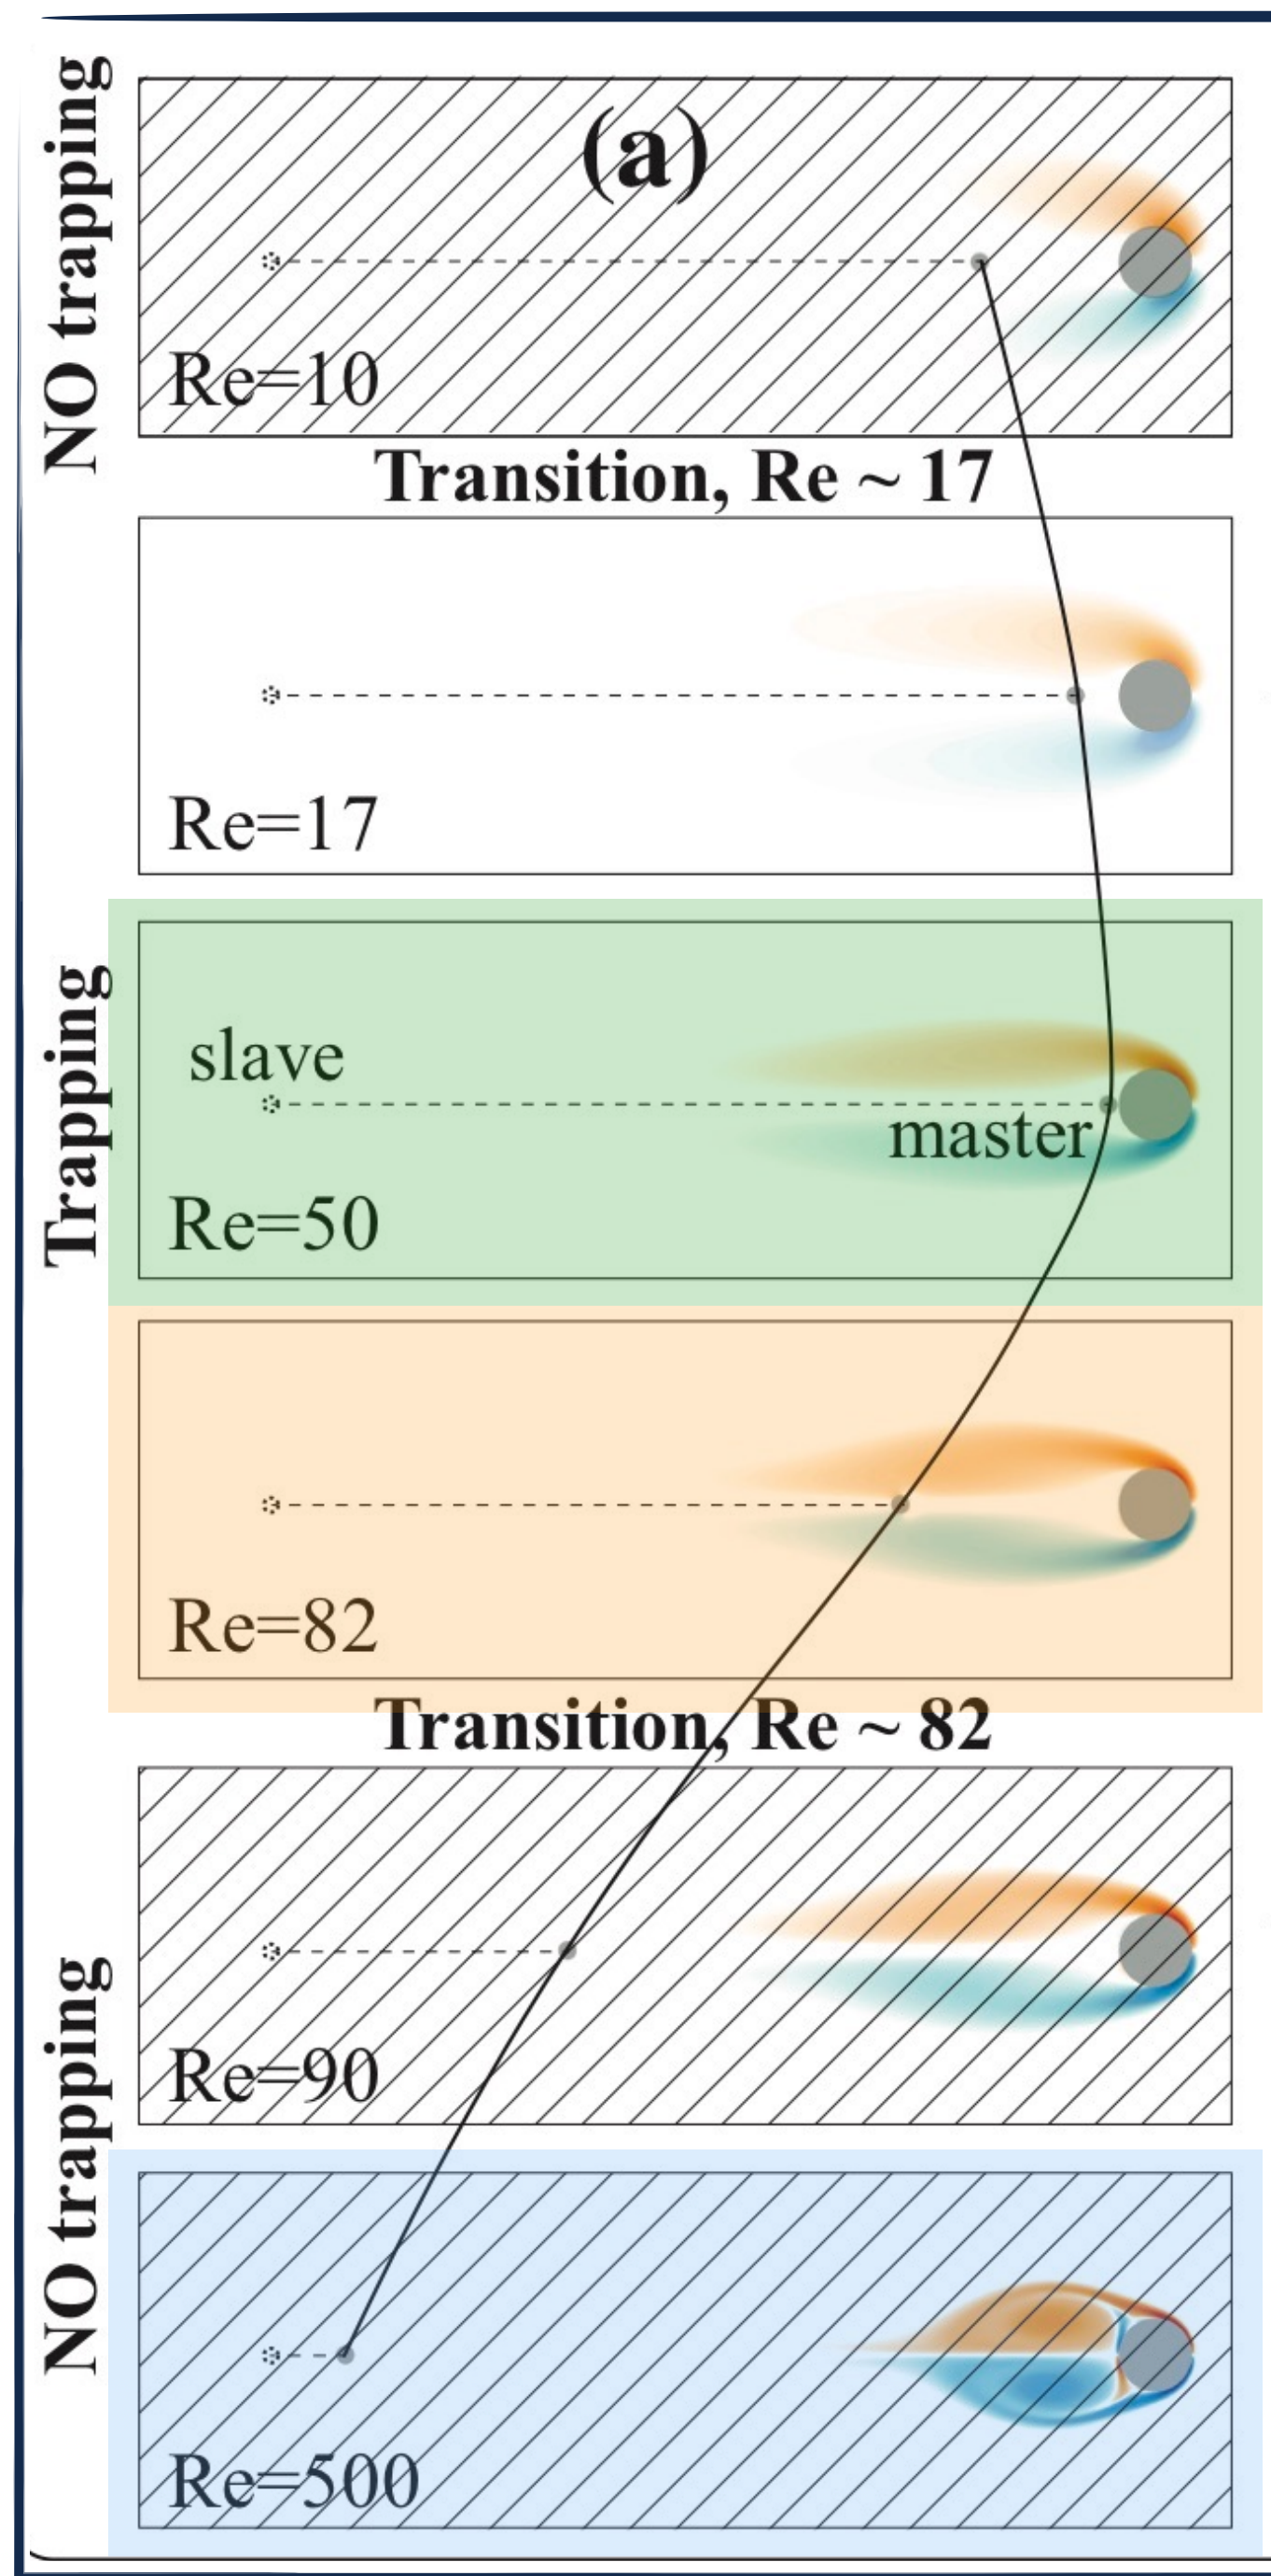 NO trapping
(a)
Re=10
Transition, Re ~ 17
Re=17
Trapping
slave
master
Re=50
Re=82
Transition, Re ~ 82
NO trapping
Re=90
Re=500